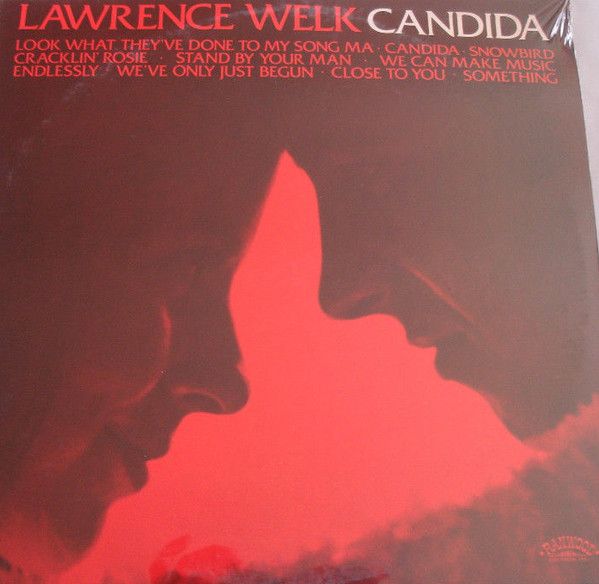 LAWRENCE WELK CANDIDA
LOOK WHAT THEY'VE DONE TO MY SONG MA · CANDIDA · SNOWBIRD
CRACKLIN' ROSIE · STAND BY YOUR MAN · WE CAN MAKE MUSIC
ENDLESSLY · WE'VE ONLY JUST BEGUN · CLOSE TO YOU · SOMETHING
RANWOOD